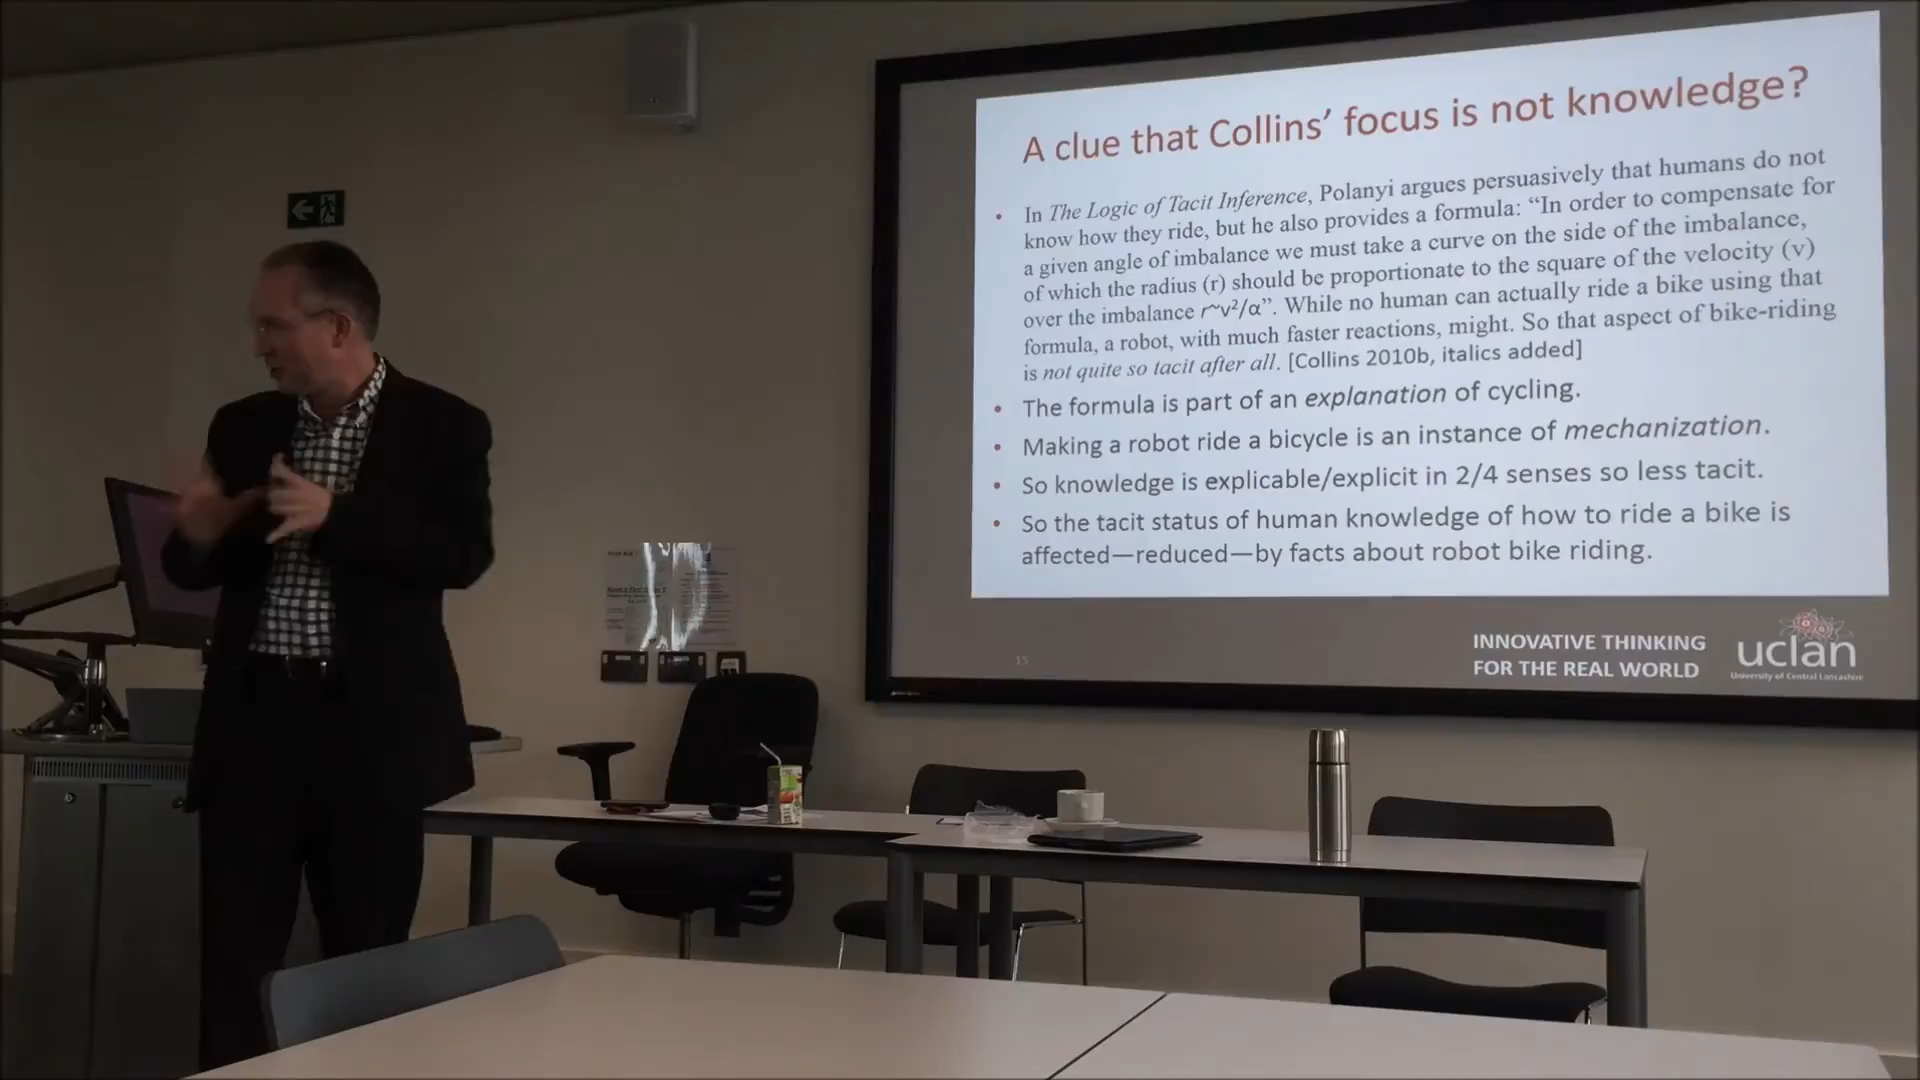 A clue that Collins’ focus is not knowledge?
• In The Logic of Tacit Inference, Polanyi argues persuasively that humans do not
know how they ride, but he also provides a formula: “In order to compensate for
a given angle of imbalance we must take a curve on the side of the imbalance,
of which the radius (r) should be proportionate to the square of the velocity (v)
over the imbalance r~v²/α”. While no human can actually ride a bike using that
formula, a robot, with much faster reactions, might. So that aspect of bike-riding
is not quite so tacit after all. [Collins 2010b, italics added]
• The formula is part of an explanation of cycling.
• Making a robot ride a bicycle is an instance of mechanization.
• So knowledge is explicable/explicit in 2/4 senses so less tacit.
• So the tacit status of human knowledge of how to ride a bike is
affected—reduced—by facts about robot bike riding.
15
INNOVATIVE THINKING
FOR THE REAL WORLD
uclan
University of Central Lancashire